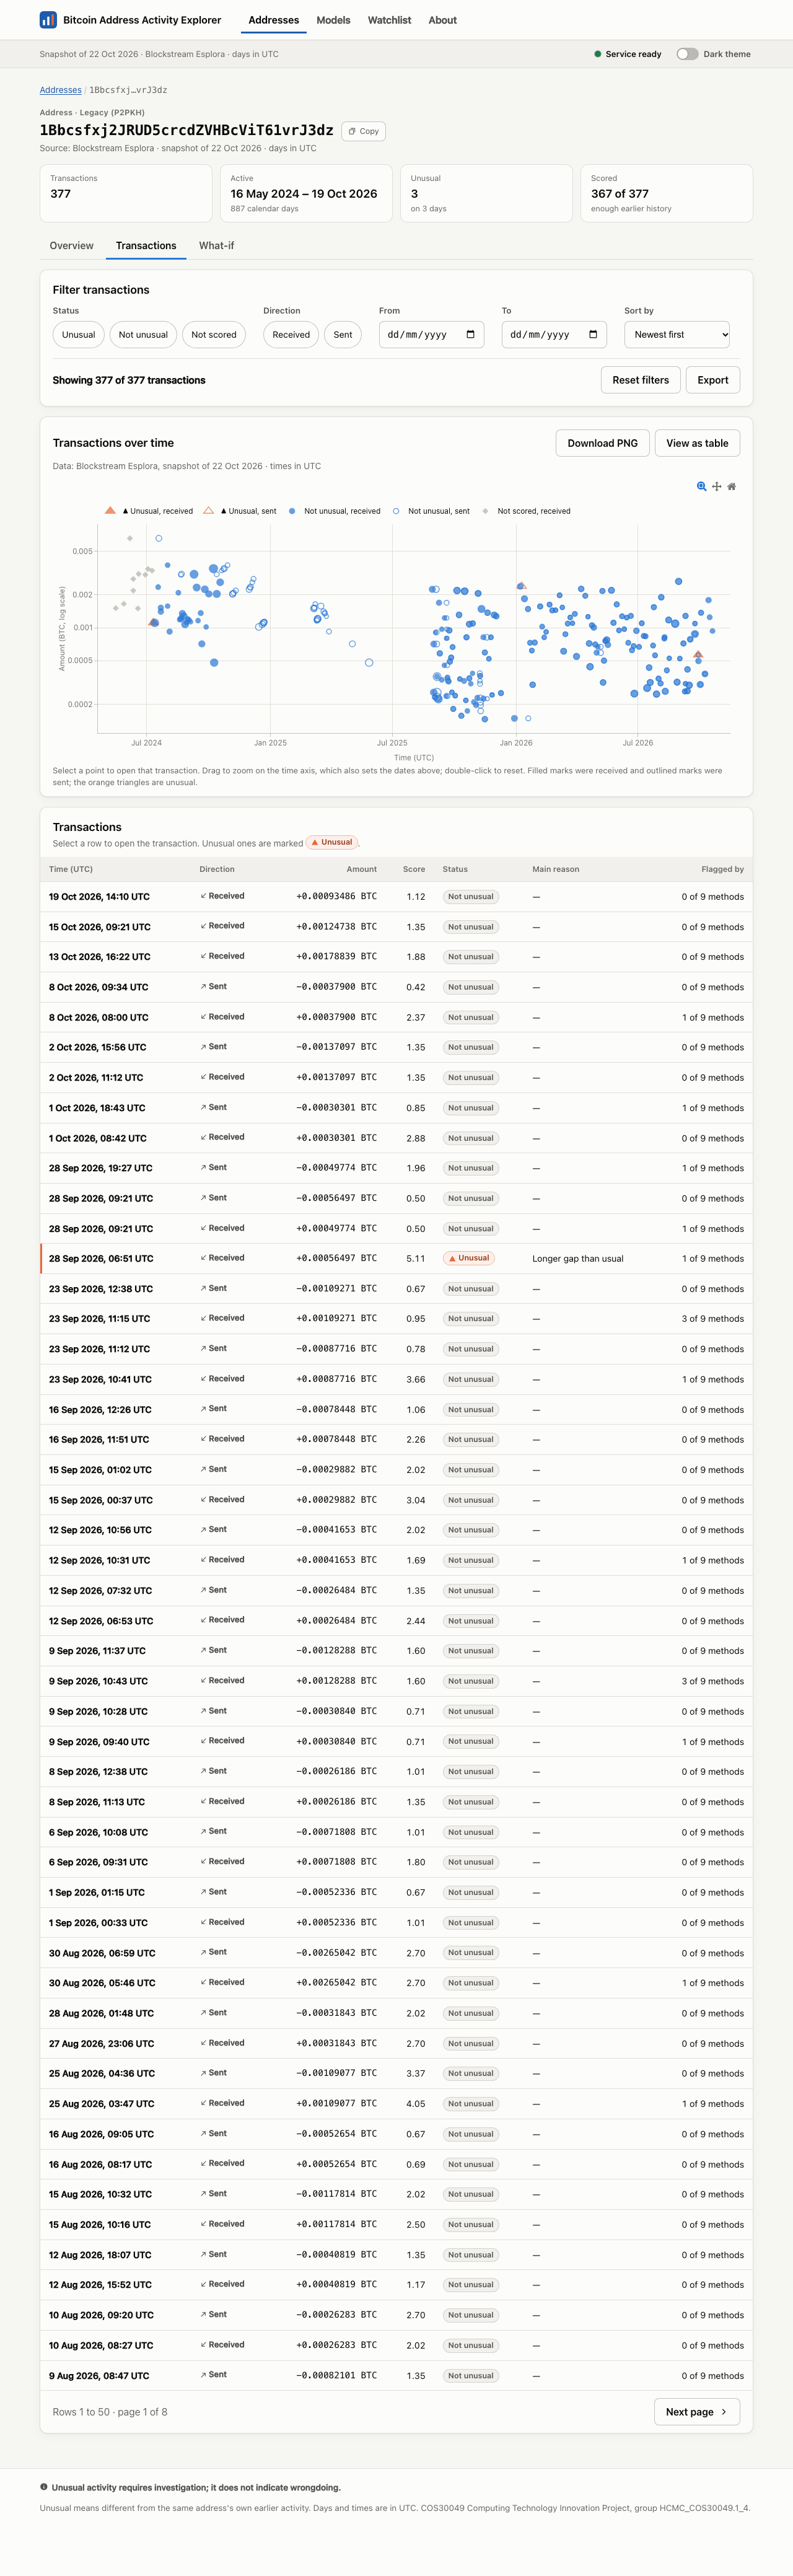 Bitcoin Address Activity Explorer Addresses Models Watchlist About
Snapshot of 22 Oct 2026 · Blockstream Esplora · days in UTC Service ready Dark theme
Addresses / 1Bbcsfxj…vrJ3dz
Address · Legacy (P2PKH)
1Bbcsfxj2JRUD5crcdZVHBcViT61vrJ3dz Copy
Source: Blockstream Esplora · snapshot of 22 Oct 2026 · days in UTC
Transactions Active Unusual Scored
377 16 May 2024 – 19 Oct 2026 3 367 of 377
887 calendar days on 3 days enough earlier history
Overview Transactions What-if
Filter transactions
Status Direction From To Sort by
Unusual Not unusual Not scored Received Sent dd/mm/yyyy dd/mm/yyyy Newest first
Showing 377 of 377 transactions Reset filters Export
Transactions over time Download PNG View as table
Data: Blockstream Esplora, snapshot of 22 Oct 2026 · times in UTC
▲ Unusual, received ▲ Unusual, sent Not unusual, received Not unusual, sent Not scored, received
Amount (BTC, log scale)
0.005
0.002
0.001
0.0005
0.0002
Jul 2024 Jan 2025 Jul 2025 Jan 2026 Jul 2026
Time (UTC)
Select a point to open that transaction. Drag to zoom on the time axis, which also sets the dates above; double-click to reset. Filled marks were received and outlined marks were
sent; the orange triangles are unusual.
Transactions
Select a row to open the transaction. Unusual ones are marked ▲ Unusual.
Time (UTC) Direction Amount Score Status Main reason Flagged by
19 Oct 2026, 14:10 UTC ↙ Received +0.00093486 BTC 1.12 Not unusual — 0 of 9 methods
15 Oct 2026, 09:21 UTC ↙ Received +0.00124738 BTC 1.35 Not unusual — 0 of 9 methods
13 Oct 2026, 16:22 UTC ↙ Received +0.00178839 BTC 1.88 Not unusual — 0 of 9 methods
8 Oct 2026, 09:34 UTC ↗ Sent −0.00037900 BTC 0.42 Not unusual — 0 of 9 methods
8 Oct 2026, 08:00 UTC ↙ Received +0.00037900 BTC 2.37 Not unusual — 1 of 9 methods
2 Oct 2026, 15:56 UTC ↗ Sent −0.00137097 BTC 1.35 Not unusual — 0 of 9 methods
2 Oct 2026, 11:12 UTC ↙ Received +0.00137097 BTC 1.35 Not unusual — 0 of 9 methods
1 Oct 2026, 18:43 UTC ↗ Sent −0.00030301 BTC 0.85 Not unusual — 1 of 9 methods
1 Oct 2026, 08:42 UTC ↙ Received +0.00030301 BTC 2.88 Not unusual — 0 of 9 methods
28 Sep 2026, 19:27 UTC ↗ Sent −0.00049774 BTC 1.96 Not unusual — 1 of 9 methods
28 Sep 2026, 09:21 UTC ↗ Sent −0.00056497 BTC 0.50 Not unusual — 0 of 9 methods
28 Sep 2026, 09:21 UTC ↙ Received +0.00049774 BTC 0.50 Not unusual — 1 of 9 methods
28 Sep 2026, 06:51 UTC ↙ Received +0.00056497 BTC 5.11 ▲ Unusual Longer gap than usual 1 of 9 methods
23 Sep 2026, 12:38 UTC ↗ Sent −0.00109271 BTC 0.67 Not unusual — 0 of 9 methods
23 Sep 2026, 11:15 UTC ↙ Received +0.00109271 BTC 0.95 Not unusual — 3 of 9 methods
23 Sep 2026, 11:12 UTC ↗ Sent −0.00087716 BTC 0.78 Not unusual — 0 of 9 methods
23 Sep 2026, 10:41 UTC ↙ Received +0.00087716 BTC 3.66 Not unusual — 1 of 9 methods
16 Sep 2026, 12:26 UTC ↗ Sent −0.00078448 BTC 1.06 Not unusual — 0 of 9 methods
16 Sep 2026, 11:51 UTC ↙ Received +0.00078448 BTC 2.26 Not unusual — 0 of 9 methods
15 Sep 2026, 01:02 UTC ↗ Sent −0.00029882 BTC 2.02 Not unusual — 0 of 9 methods
15 Sep 2026, 00:37 UTC ↙ Received +0.00029882 BTC 3.04 Not unusual — 0 of 9 methods
12 Sep 2026, 10:56 UTC ↗ Sent −0.00041653 BTC 2.02 Not unusual — 0 of 9 methods
12 Sep 2026, 10:31 UTC ↙ Received +0.00041653 BTC 1.69 Not unusual — 1 of 9 methods
12 Sep 2026, 07:32 UTC ↗ Sent −0.00026484 BTC 1.35 Not unusual — 0 of 9 methods
12 Sep 2026, 06:53 UTC ↙ Received +0.00026484 BTC 2.44 Not unusual — 0 of 9 methods
9 Sep 2026, 11:37 UTC ↗ Sent −0.00128288 BTC 1.60 Not unusual — 0 of 9 methods
9 Sep 2026, 10:43 UTC ↙ Received +0.00128288 BTC 1.60 Not unusual — 3 of 9 methods
9 Sep 2026, 10:28 UTC ↗ Sent −0.00030840 BTC 0.71 Not unusual — 0 of 9 methods
9 Sep 2026, 09:40 UTC ↙ Received +0.00030840 BTC 0.71 Not unusual — 1 of 9 methods
8 Sep 2026, 12:38 UTC ↗ Sent −0.00026186 BTC 1.01 Not unusual — 0 of 9 methods
8 Sep 2026, 11:13 UTC ↙ Received +0.00026186 BTC 1.35 Not unusual — 0 of 9 methods
6 Sep 2026, 10:08 UTC ↗ Sent −0.00071808 BTC 1.01 Not unusual — 0 of 9 methods
6 Sep 2026, 09:31 UTC ↙ Received +0.00071808 BTC 1.80 Not unusual — 0 of 9 methods
1 Sep 2026, 01:15 UTC ↗ Sent −0.00052336 BTC 0.67 Not unusual — 0 of 9 methods
1 Sep 2026, 00:33 UTC ↙ Received +0.00052336 BTC 1.01 Not unusual — 0 of 9 methods
30 Aug 2026, 06:59 UTC ↗ Sent −0.00265042 BTC 2.70 Not unusual — 0 of 9 methods
30 Aug 2026, 05:46 UTC ↙ Received +0.00265042 BTC 2.70 Not unusual — 1 of 9 methods
28 Aug 2026, 01:48 UTC ↗ Sent −0.00031843 BTC 2.02 Not unusual — 0 of 9 methods
27 Aug 2026, 23:06 UTC ↙ Received +0.00031843 BTC 2.70 Not unusual — 0 of 9 methods
25 Aug 2026, 04:36 UTC ↗ Sent −0.00109077 BTC 3.37 Not unusual — 0 of 9 methods
25 Aug 2026, 03:47 UTC ↙ Received +0.00109077 BTC 4.05 Not unusual — 1 of 9 methods
16 Aug 2026, 09:05 UTC ↗ Sent −0.00052654 BTC 0.67 Not unusual — 0 of 9 methods
16 Aug 2026, 08:17 UTC ↙ Received +0.00052654 BTC 0.69 Not unusual — 0 of 9 methods
15 Aug 2026, 10:32 UTC ↗ Sent −0.00117814 BTC 2.02 Not unusual — 0 of 9 methods
15 Aug 2026, 10:16 UTC ↙ Received +0.00117814 BTC 2.50 Not unusual — 0 of 9 methods
12 Aug 2026, 18:07 UTC ↗ Sent −0.00040819 BTC 1.35 Not unusual — 0 of 9 methods
12 Aug 2026, 15:52 UTC ↙ Received +0.00040819 BTC 1.17 Not unusual — 0 of 9 methods
10 Aug 2026, 09:20 UTC ↗ Sent −0.00026283 BTC 2.70 Not unusual — 0 of 9 methods
10 Aug 2026, 08:27 UTC ↙ Received +0.00026283 BTC 2.02 Not unusual — 0 of 9 methods
9 Aug 2026, 08:47 UTC ↗ Sent −0.00082101 BTC 1.35 Not unusual — 0 of 9 methods
Rows 1 to 50 · page 1 of 8 Next page
Unusual activity requires investigation; it does not indicate wrongdoing.
Unusual means different from the same address's own earlier activity. Days and times are in UTC. COS30049 Computing Technology Innovation Project, group HCMC_COS30049.1_4.